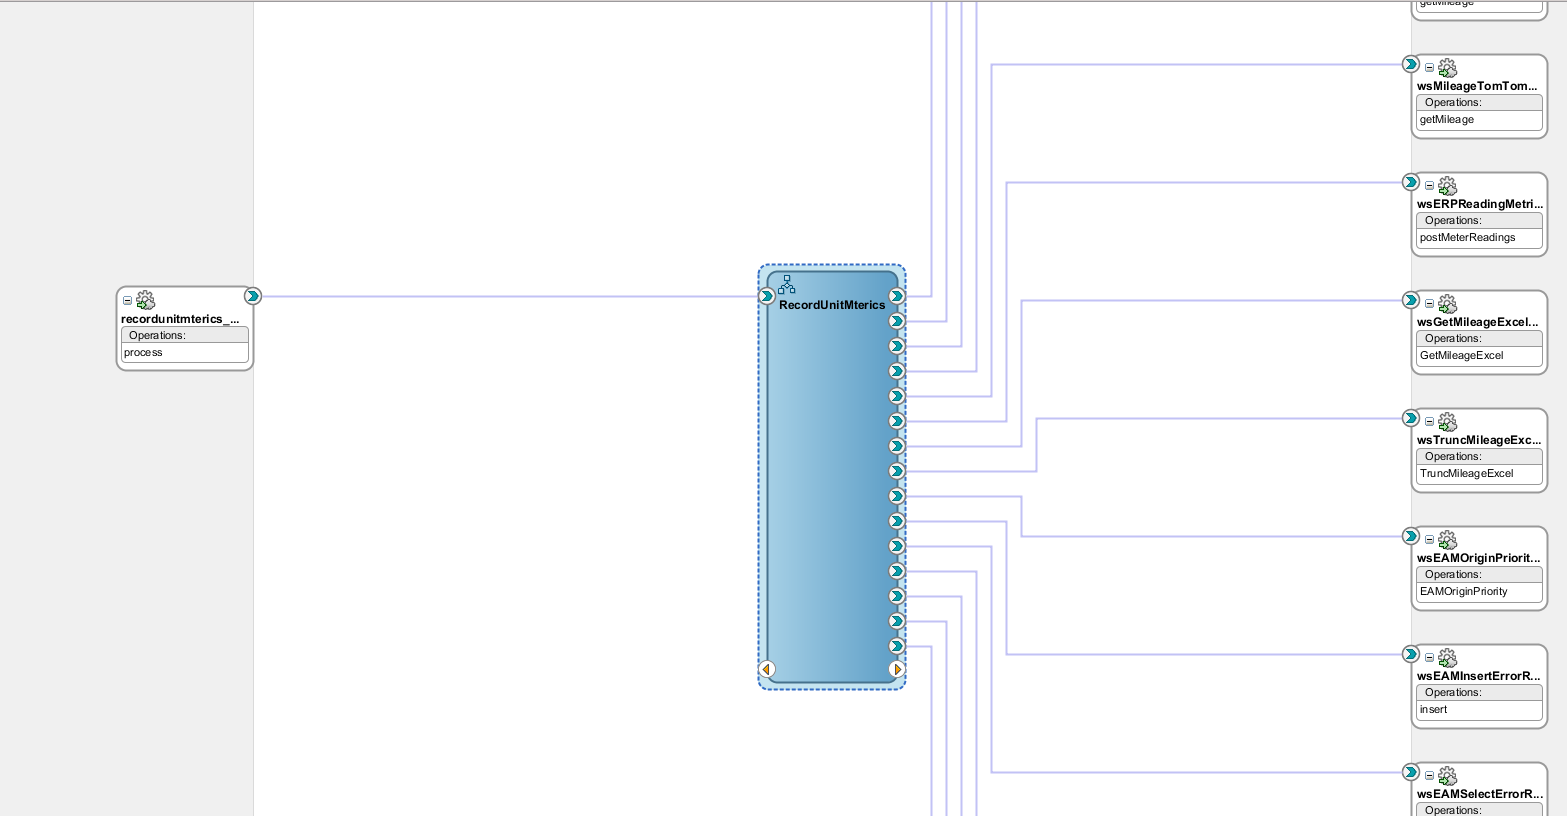 getMileage
wsMileageTomTom...
Operations:
getMileage
wsERPReadingMetri...
Operations:
postMeterReadings
recordunitmterics_...
Operations:
process
RecordUnitMterics
wsGetMileageExcel...
Operations:
GetMileageExcel
wsTruncMileageExc...
Operations:
TruncMileageExcel
wsEAMOriginPriorit...
Operations:
EAMOriginPriority
wsEAMInsertErrorR...
Operations:
insert
wsEAMSelectErrorR...
Operations: